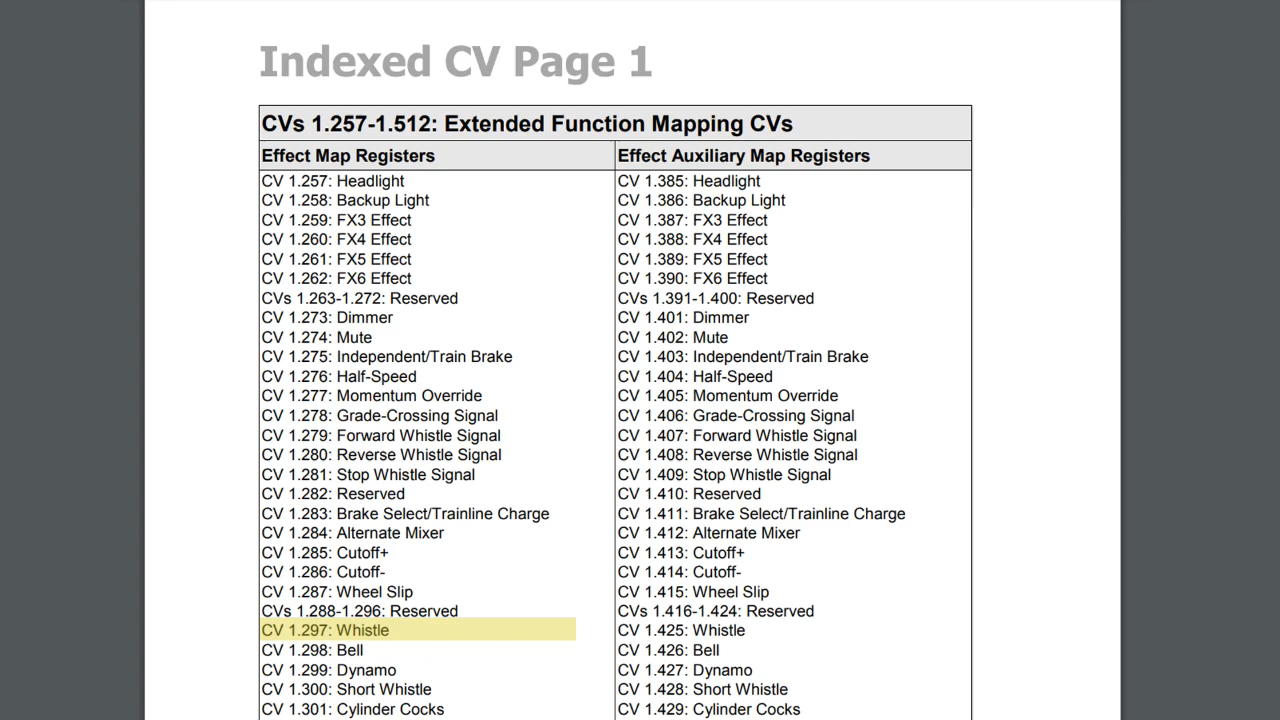 Indexed CV Page 1
CVs 1.257-1.512: Extended Function Mapping CVs
Effect Map Registers
CV 1.257: Headlight
CV 1.258: Backup Light
CV 1.259: FX3 Effect
CV 1.260: FX4 Effect
CV 1.261: FX5 Effect
CV 1.262: FX6 Effect
CVs 1.263-1.272: Reserved
CV 1.273: Dimmer
CV 1.274: Mute
CV 1.275: Independent/Train Brake
CV 1.276: Half-Speed
CV 1.277: Momentum Override
CV 1.278: Grade-Crossing Signal
CV 1.279: Forward Whistle Signal
CV 1.280: Reverse Whistle Signal
CV 1.281: Stop Whistle Signal
CV 1.282: Reserved
CV 1.283: Brake Select/Trainline Charge
CV 1.284: Alternate Mixer
CV 1.285: Cutoff+
CV 1.286: Cutoff-
CV 1.287: Wheel Slip
CVs 1.288-1.296: Reserved
CV 1.297: Whistle
CV 1.298: Bell
CV 1.299: Dynamo
CV 1.300: Short Whistle
CV 1.301: Cylinder Cocks
Effect Auxiliary Map Registers
CV 1.385: Headlight
CV 1.386: Backup Light
CV 1.387: FX3 Effect
CV 1.388: FX4 Effect
CV 1.389: FX5 Effect
CV 1.390: FX6 Effect
CVs 1.391-1.400: Reserved
CV 1.401: Dimmer
CV 1.402: Mute
CV 1.403: Independent/Train Brake
CV 1.404: Half-Speed
CV 1.405: Momentum Override
CV 1.406: Grade-Crossing Signal
CV 1.407: Forward Whistle Signal
CV 1.408: Reverse Whistle Signal
CV 1.409: Stop Whistle Signal
CV 1.410: Reserved
CV 1.411: Brake Select/Trainline Charge
CV 1.412: Alternate Mixer
CV 1.413: Cutoff+
CV 1.414: Cutoff-
CV 1.415: Wheel Slip
CVs 1.416-1.424: Reserved
CV 1.425: Whistle
CV 1.426: Bell
CV 1.427: Dynamo
CV 1.428: Short Whistle
CV 1.429: Cylinder Cocks